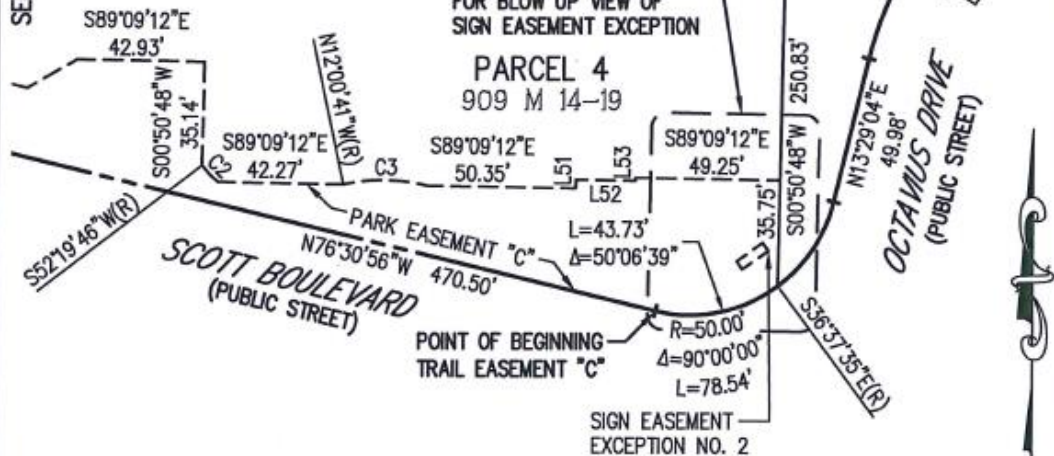 SE
S89°09'12"E
42.93'
S00°50'48"W
35.14'
C2
S89°09'12"E
42.27'
N12°00'41"W(R)
C3
FOR BLOW UP VIEW OF
SIGN EASEMENT EXCEPTION
PARCEL 4
909 M 14-19
S89°09'12"E
50.35'
L51
L52
L53
S89°09'12"E
49.25'
250.83'
S00°50'48"W
35.75'
N13°29'04"E
49.98'
OCTAVIUS DRIVE
(PUBLIC STREET)
S52°19'46"W(R)
PARK EASEMENT "C"
N76°30'56"W 470.50'
SCOTT BOULEVARD
(PUBLIC STREET)
L=43.73'
Δ=50°06'39"
POINT OF BEGINNING
TRAIL EASEMENT "C"
R=50.00'
Δ=90°00'00"
L=78.54'
S36°37'35"E(R)
SIGN EASEMENT
EXCEPTION NO. 2